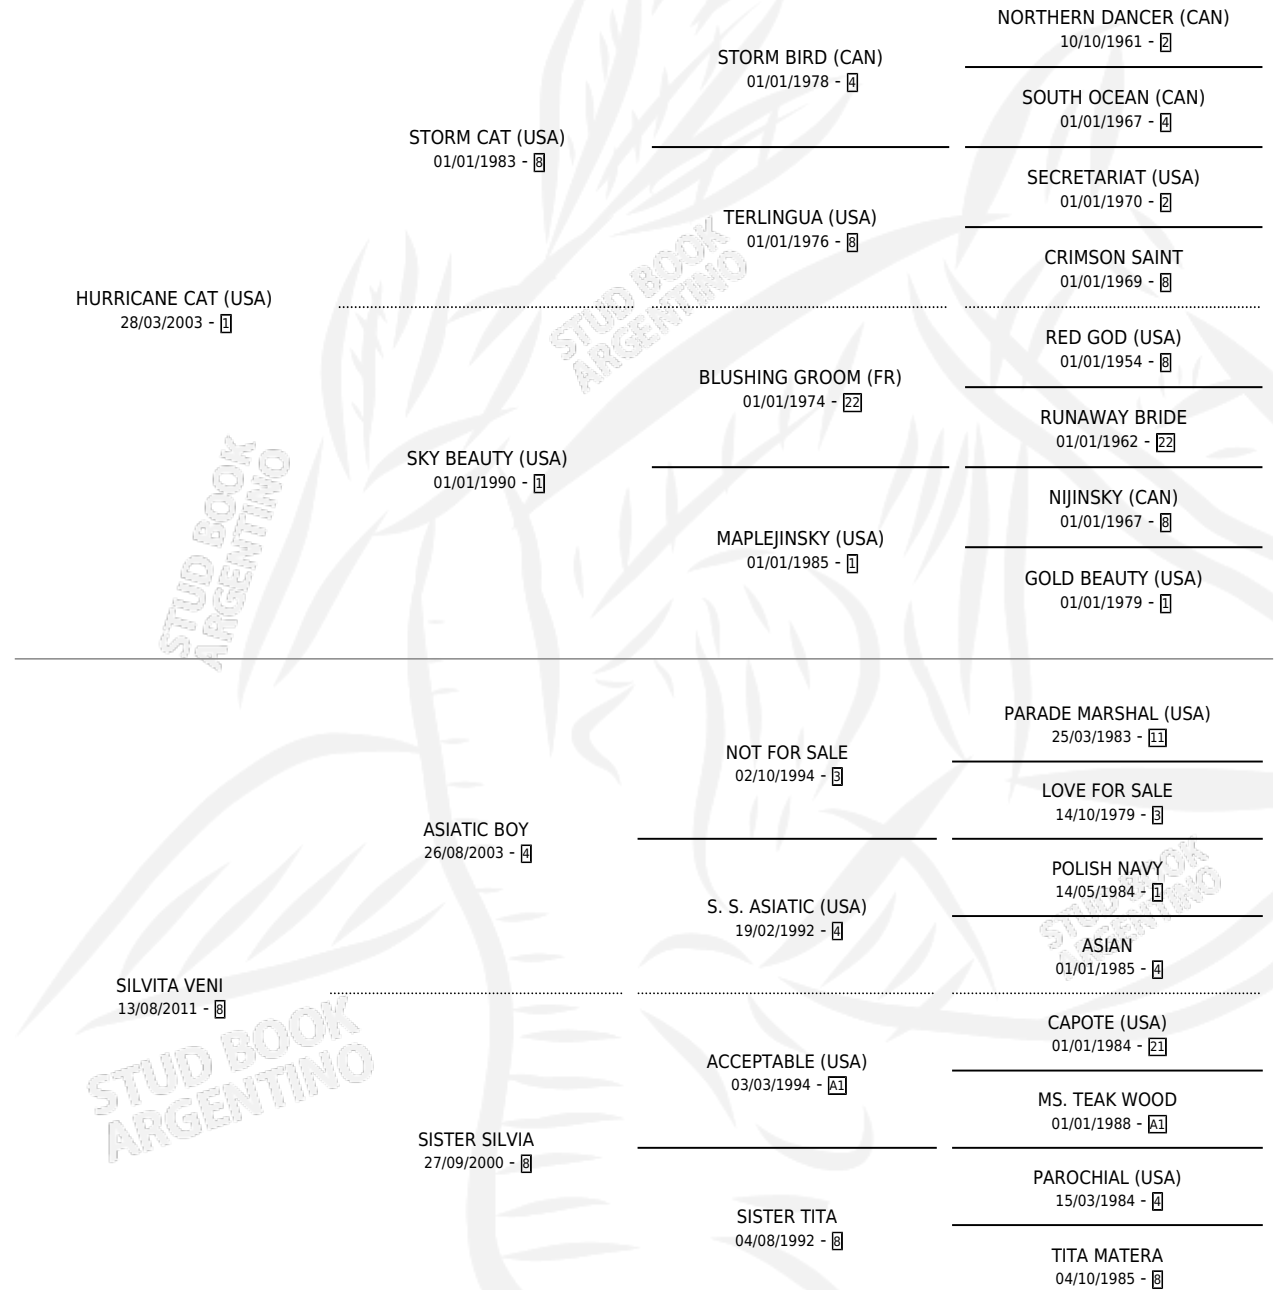 NORTHERN DANCER (CAN)
10/10/1961 - 2
STORM BIRD (CAN)
01/01/1978 - 4
SOUTH OCEAN (CAN)
01/01/1967 - 4
STORM CAT (USA)
01/01/1983 - 8
SECRETARIAT (USA)
01/01/1970 - 2
TERLINGUA (USA)
01/01/1976 - 8
CRIMSON SAINT
01/01/1969 - 8
HURRICANE CAT (USA)
28/03/2003 - 1
RED GOD (USA)
01/01/1954 - 8
BLUSHING GROOM (FR)
01/01/1974 - 22
RUNAWAY BRIDE
01/01/1962 - 22
SKY BEAUTY (USA)
01/01/1990 - 1
NIJINSKY (CAN)
01/01/1967 - 8
MAPLEJINSKY (USA)
01/01/1985 - 1
GOLD BEAUTY (USA)
01/01/1979 - 1
PARADE MARSHAL (USA)
25/03/1983 - 11
NOT FOR SALE
02/10/1994 - 3
LOVE FOR SALE
14/10/1979 - 3
ASIATIC BOY
26/08/2003 - 4
POLISH NAVY
14/05/1984 - 1
S. S. ASIATIC (USA)
19/02/1992 - 4
ASIAN
01/01/1985 - 4
SILVITA VENI
13/08/2011 - 8
CAPOTE (USA)
01/01/1984 - 21
ACCEPTABLE (USA)
03/03/1994 - A1
MS. TEAK WOOD
01/01/1988 - A1
SISTER SILVIA
27/09/2000 - 8
PAROCHIAL (USA)
15/03/1984 - 4
SISTER TITA
04/08/1992 - 8
TITA MATERA
04/10/1985 - 8
STUD BOOK
ARGENTINO
STUD BOOK
ARGENTINO
STUD BOOK
ARGENTINO
STUD BOOK
ARGENTINO